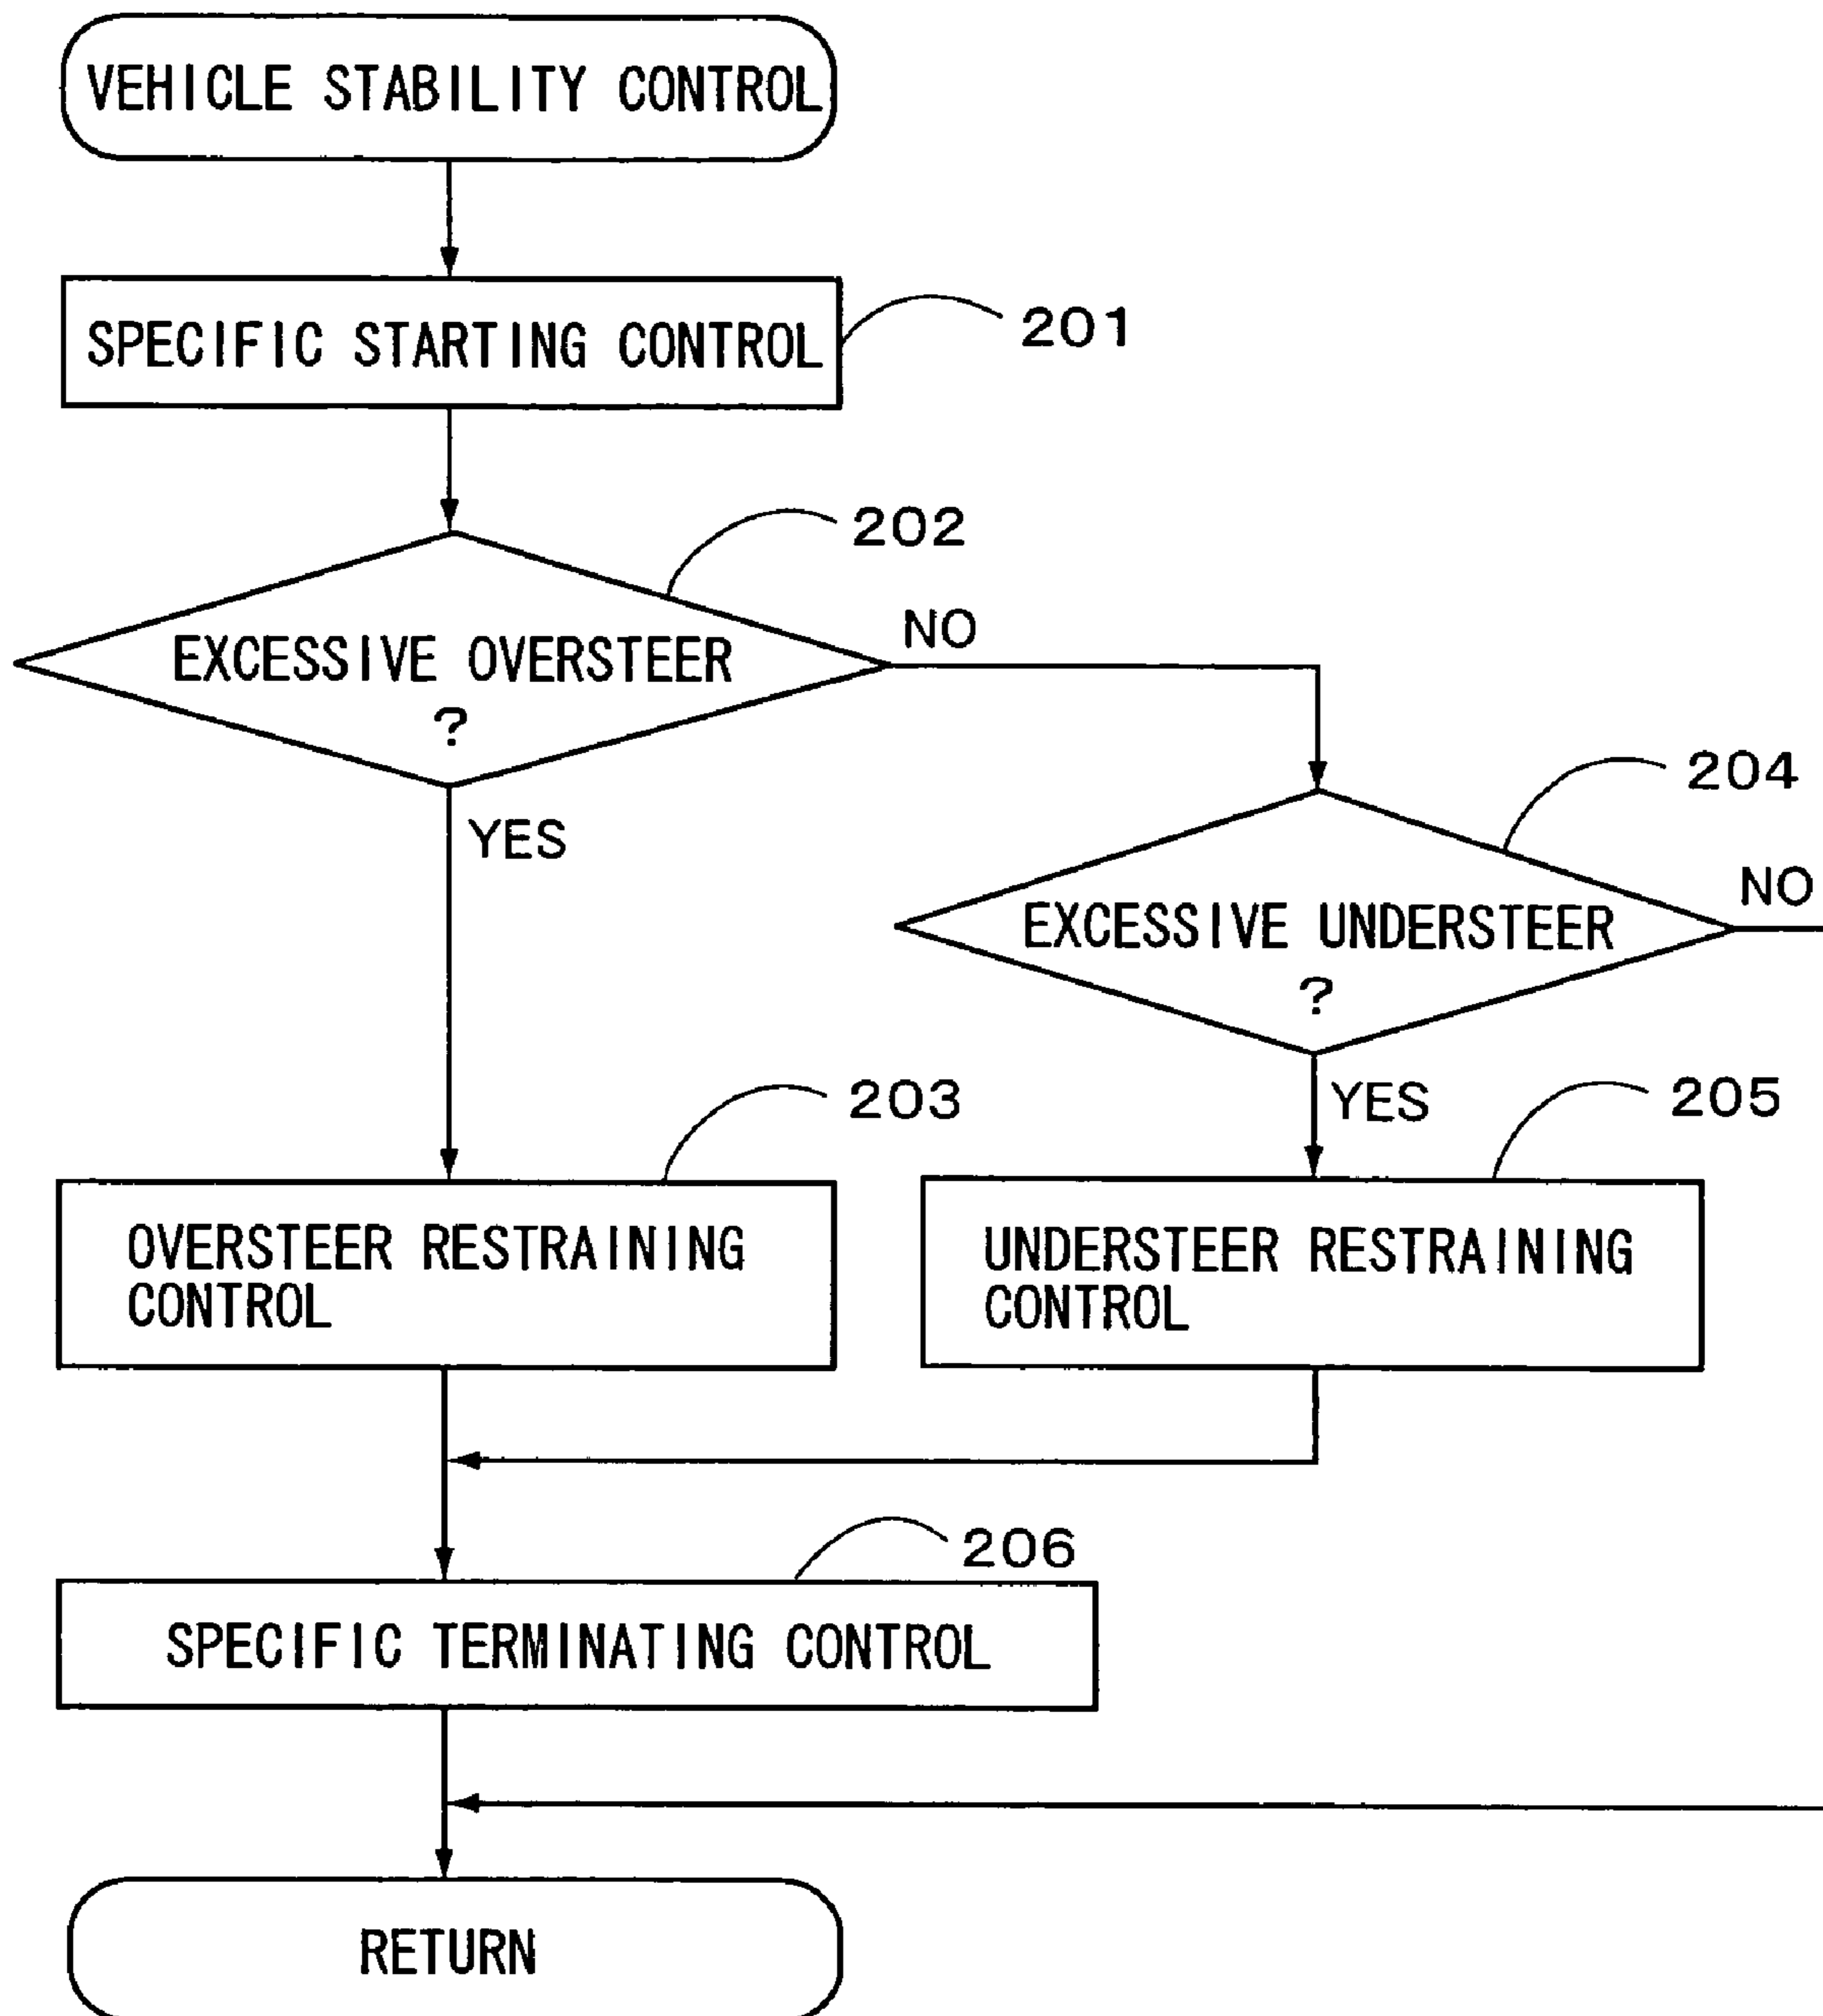 VEHICLE STABILITY CONTROL
SPECIFIC STARTING CONTROL
201
202
EXCESSIVE OVERSTEER
?
NO
YES
204
EXCESSIVE UNDERSTEER
?
NO
YES
203
OVERSTEER RESTRAINING
CONTROL
205
UNDERSTEER RESTRAINING
CONTROL
206
SPECIFIC TERMINATING CONTROL
RETURN